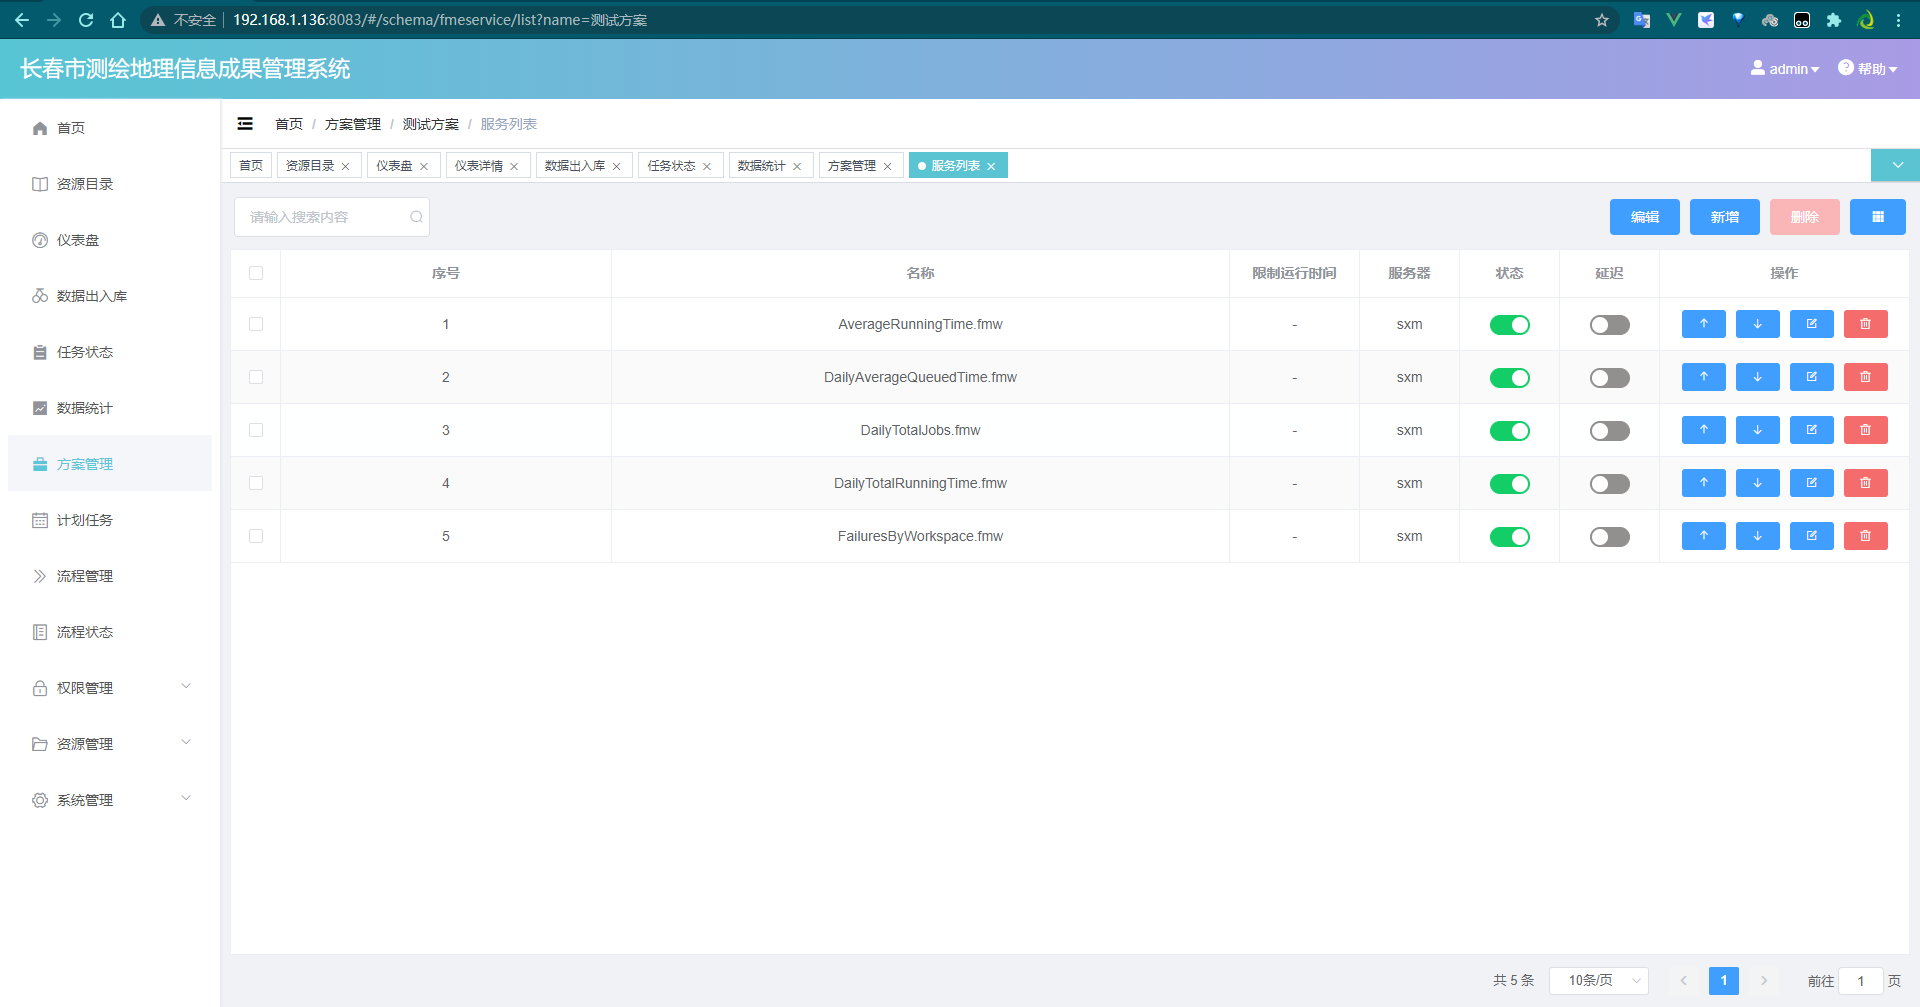 不安全 192.168.1.136:8083/#/schema/fmeservice/list?name=测试方案
长春市测绘地理信息成果管理系统
admin 帮助
首页 / 方案管理 / 测试方案 / 服务列表
首页 资源目录 仪表盘 仪表详情 数据出入库 任务状态 数据统计 方案管理 服务列表
首页
资源目录
仪表盘
数据出入库
任务状态
数据统计
方案管理
计划任务
流程管理
流程状态
权限管理
资源管理
系统管理
请输入搜索内容
编辑 新增 删除
序号 名称 限制运行时间 服务器 状态 延迟 操作
1 AverageRunningTime.fmw - sxm
2 DailyAverageQueuedTime.fmw - sxm
3 DailyTotalJobs.fmw - sxm
4 DailyTotalRunningTime.fmw - sxm
5 FailuresByWorkspace.fmw - sxm
共 5 条 10条/页 1 前往 1 页